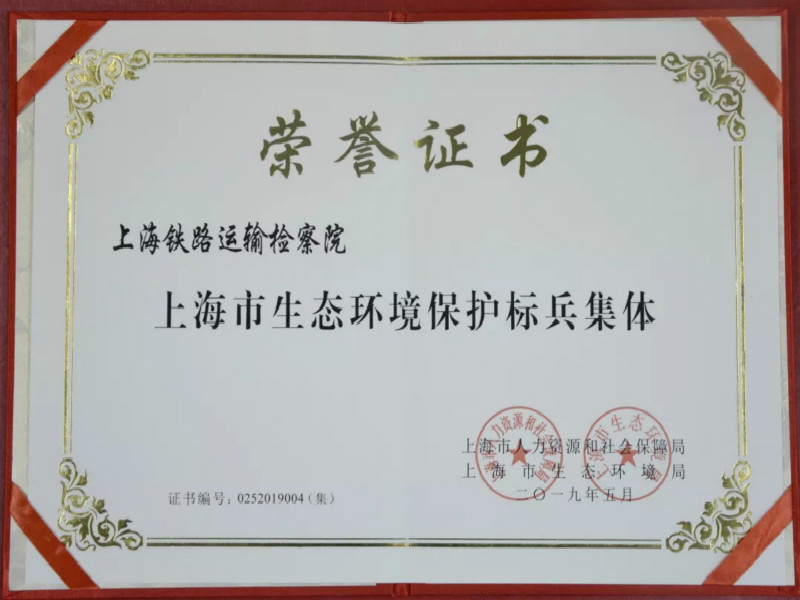 荣誉证书
上海铁路运输检察院
上海市生态环境保护标兵集体
上海市人力资源和社会保障局
上海市生态环境局
二〇一九年五月
证书编号：0252019004（集）